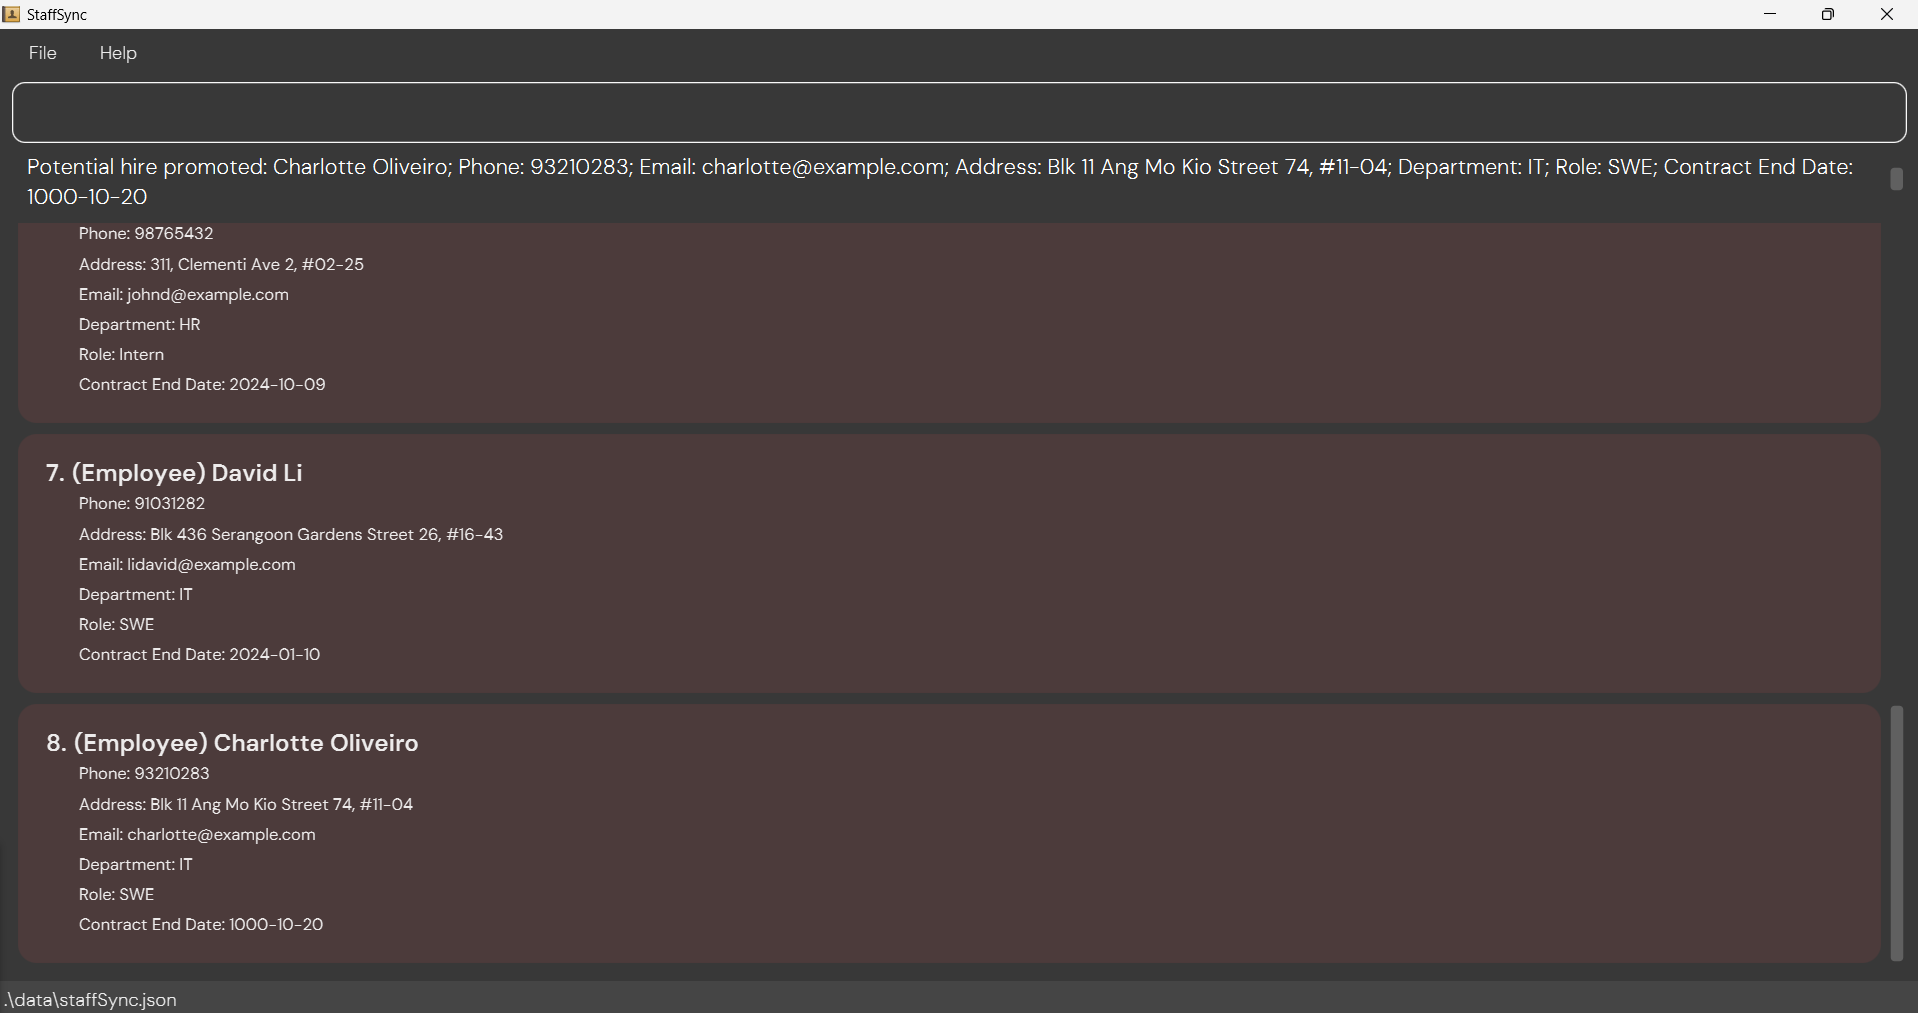 StaffSync
File Help
Potential hire promoted: Charlotte Oliveiro; Phone: 93210283; Email: charlotte@example.com; Address: Blk 11 Ang Mo Kio Street 74, #11-04; Department: IT; Role: SWE; Contract End Date:
1000-10-20
Phone: 98765432
Address: 311, Clementi Ave 2, #02-25
Email: johnd@example.com
Department: HR
Role: Intern
Contract End Date: 2024-10-09
7. (Employee) David Li
Phone: 91031282
Address: Blk 436 Serangoon Gardens Street 26, #16-43
Email: lidavid@example.com
Department: IT
Role: SWE
Contract End Date: 2024-01-10
8. (Employee) Charlotte Oliveiro
Phone: 93210283
Address: Blk 11 Ang Mo Kio Street 74, #11-04
Email: charlotte@example.com
Department: IT
Role: SWE
Contract End Date: 1000-10-20
.\data\staffSync.json